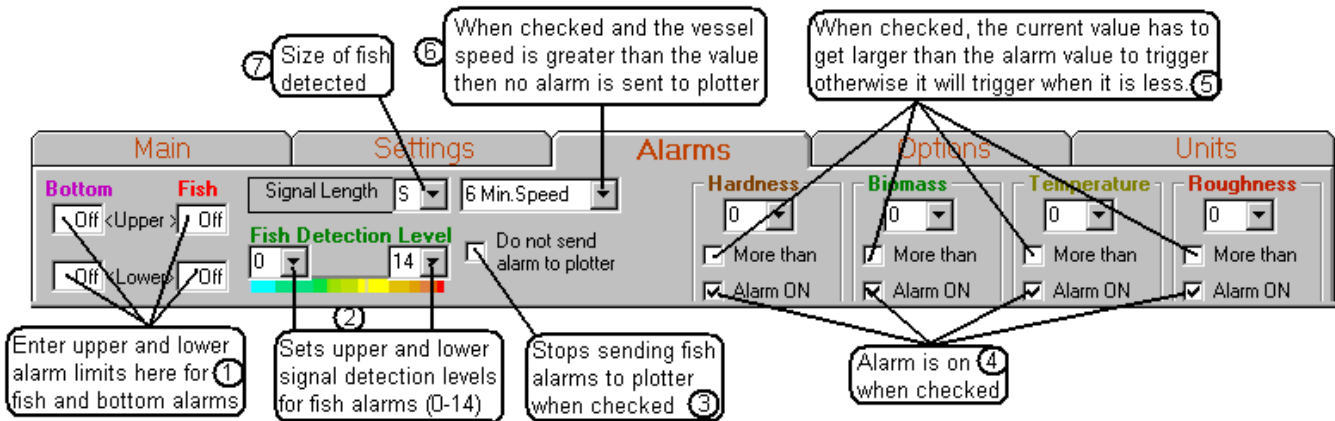 ⑦ Size of fish
detected
⑥ When checked and the vessel
speed is greater than the value
then no alarm is sent to plotter
When checked, the current value has to
get larger than the alarm value to trigger
otherwise it will trigger when it is less. ⑤
Main Settings Alarms Options Units
Bottom Fish Signal Length S 6 Min.Speed Hardness Biomass Temperature Roughness
Off <Upper > Off 0 0 0 0
Fish Detection Level Do not send
alarm to plotter More than More than More than More than
Off <Lower> Off 0 14 Alarm ON Alarm ON Alarm ON Alarm ON
Enter upper and lower
alarm limits here for ①
fish and bottom alarms
②
Sets upper and lower
signal detection levels
for fish alarms (0-14)
Stops sending fish
alarms to plotter
when checked ③
Alarm is on ④
when checked